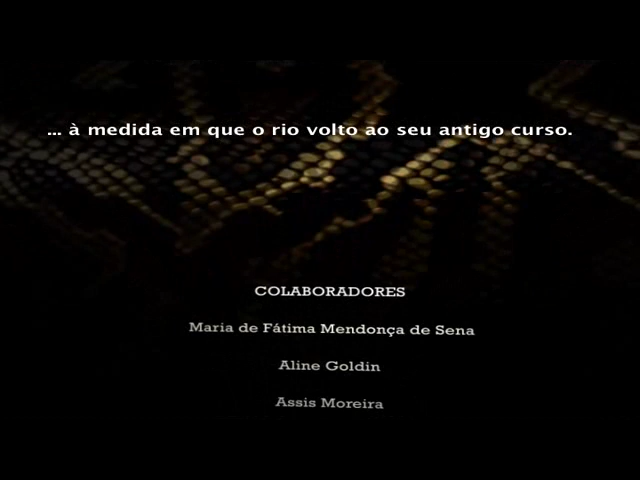 ... à medida em que o rio volto ao seu antigo curso.
COLABORADORES
Maria de Fátima Mendonça de Sena
Aline Goldin
Assis Moreira